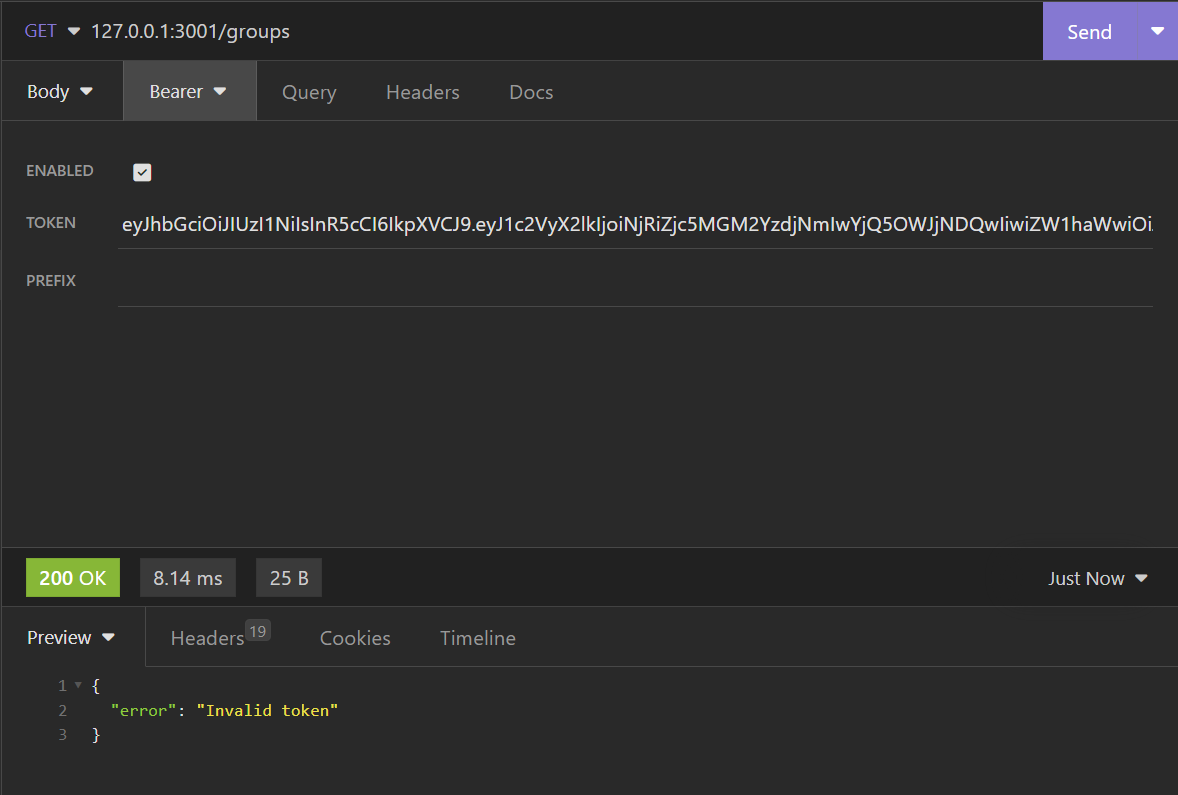 GET 127.0.0.1:3001/groups Send
Body Bearer Query Headers Docs
ENABLED
TOKEN eyJhbGciOiJIUzI1NiIsInR5cCI6IkpXVCJ9.eyJ1c2VyX2lkIjoiNjRiZjc5MGM2YzdjNmIwYjQ5OWJjNDQwIiwiZW1haWwiOi
PREFIX
200 OK 8.14 ms 25 B Just Now
Preview Headers 19 Cookies Timeline
1 {
2 "error": "Invalid token"
3 }